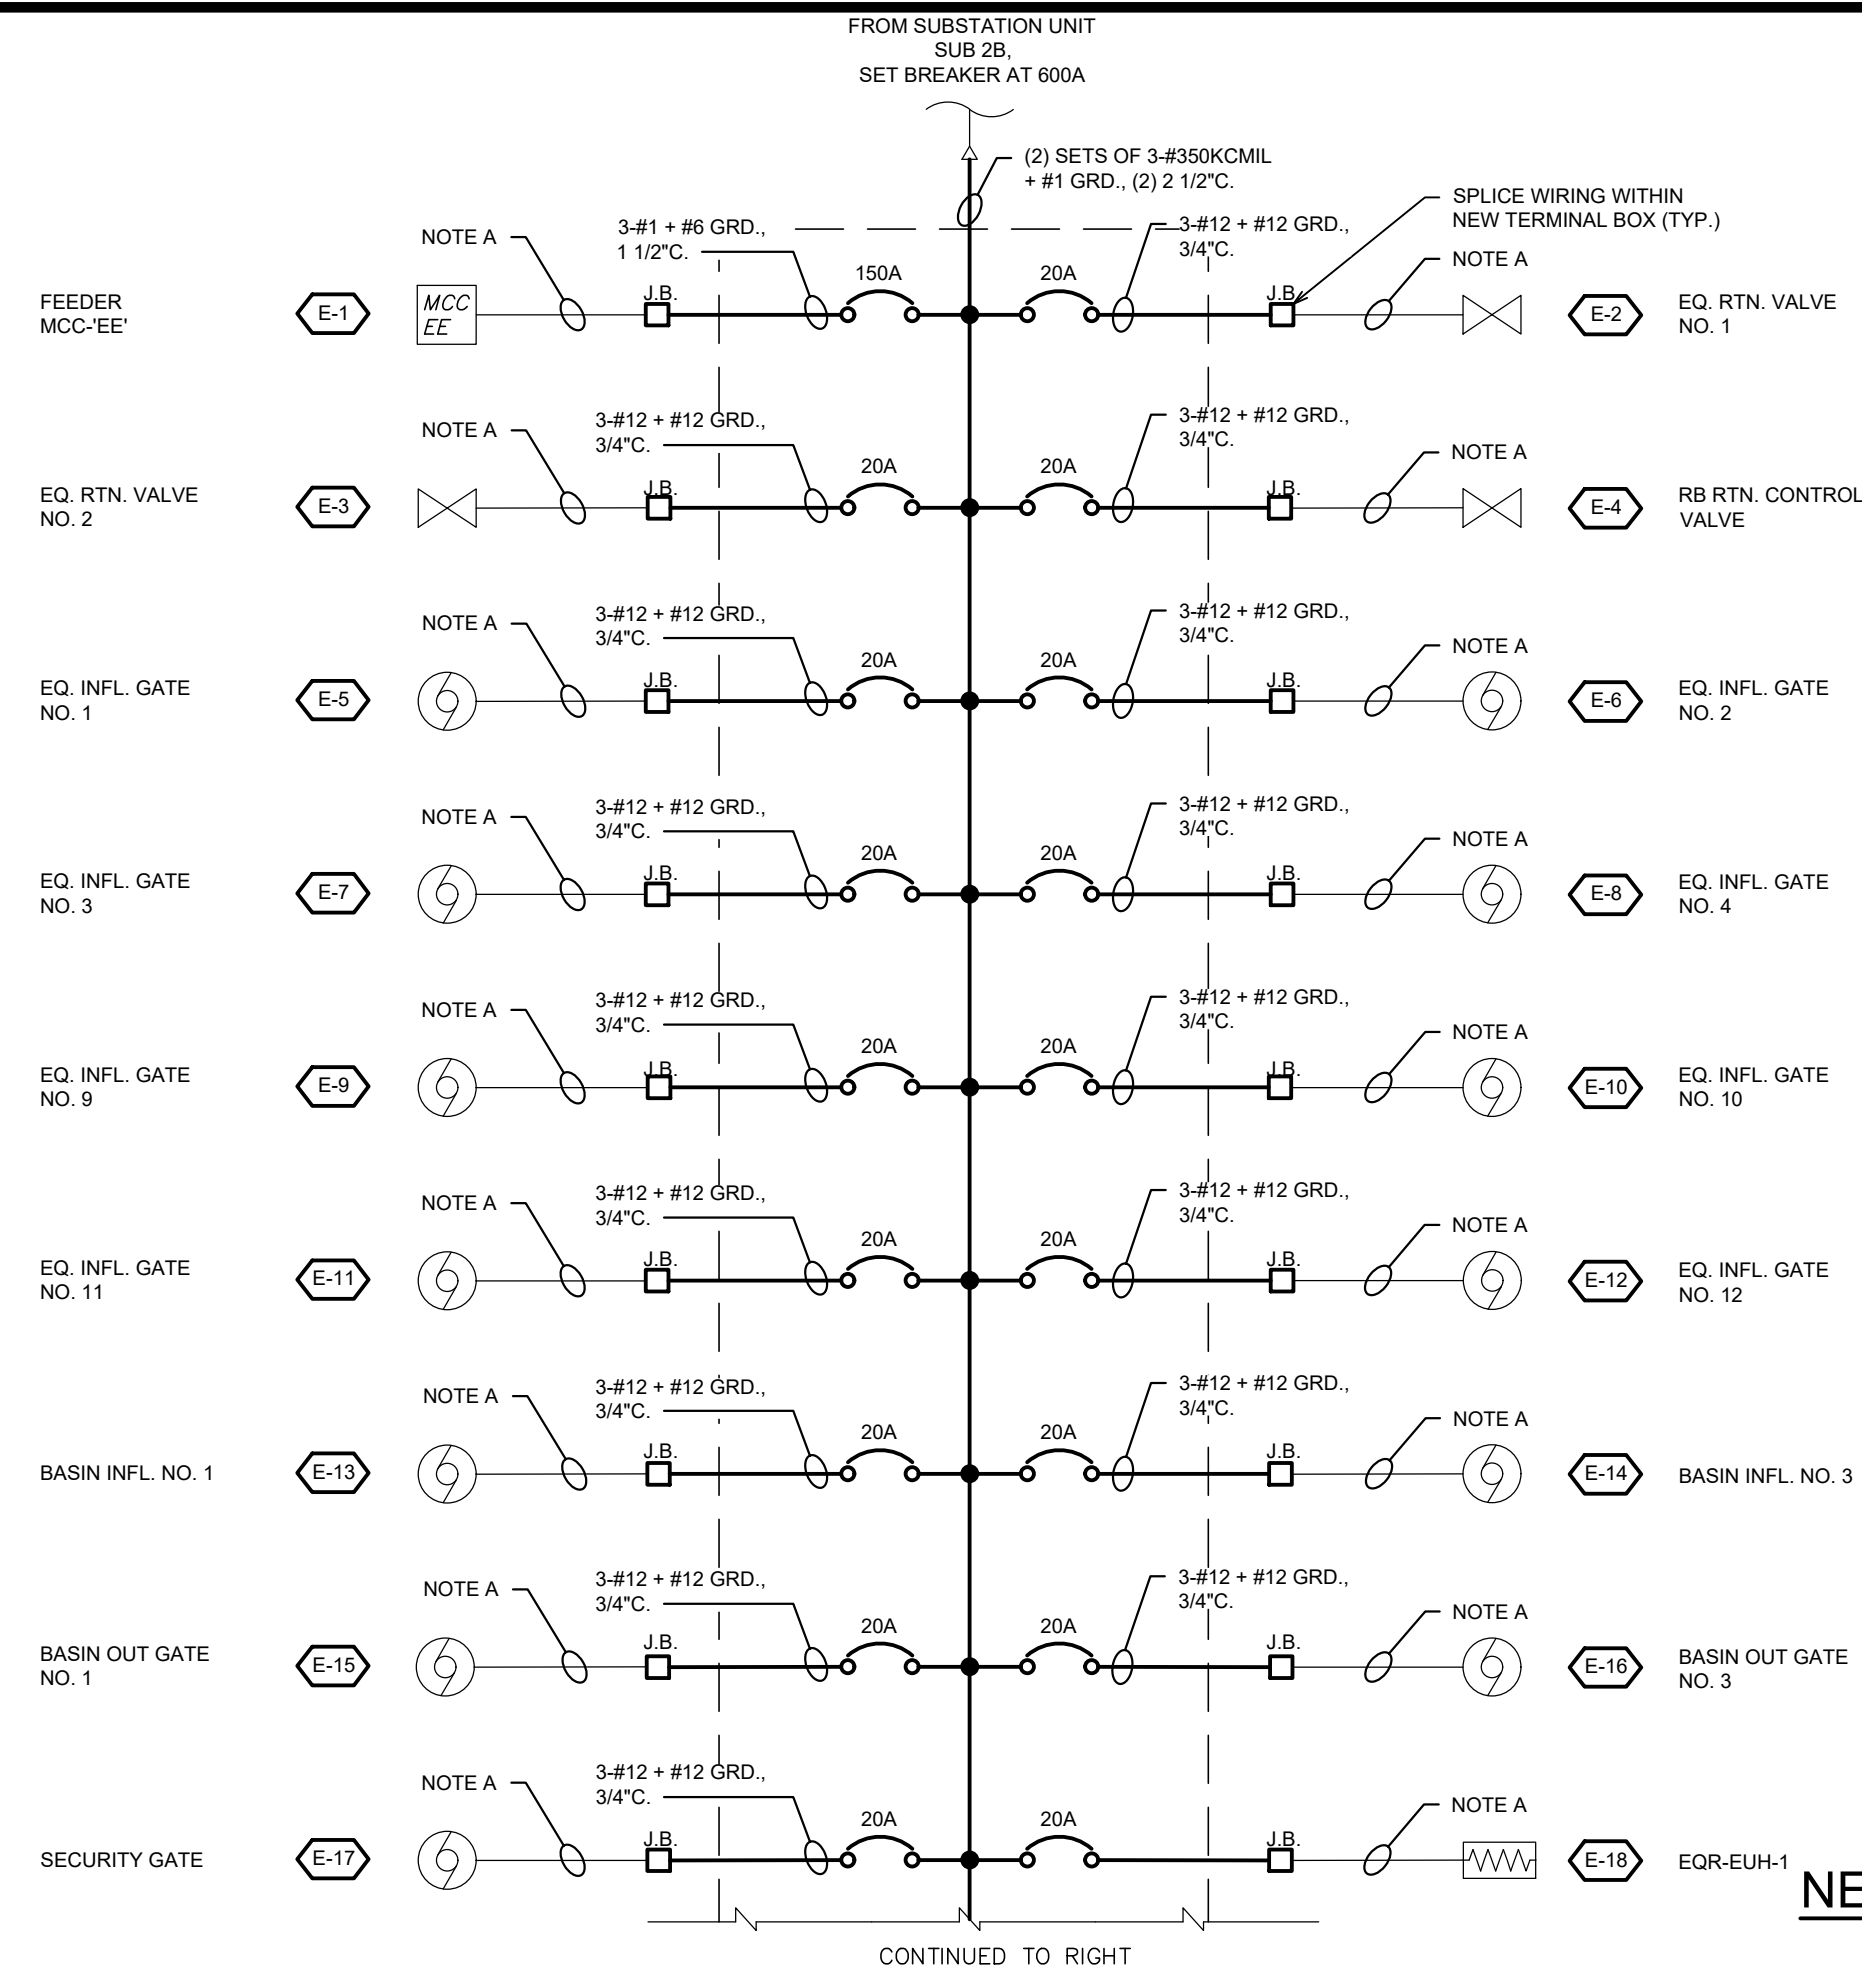 FROM SUBSTATION UNIT
SUB 2B,
SET BREAKER AT 600A
(2) SETS OF 3-#350KCMIL
+ #1 GRD., (2) 2 1/2"C.
SPLICE WIRING WITHIN
NEW TERMINAL BOX (TYP.)
FEEDER
MCC-'EE'
E-1
MCC
EE
NOTE A
J.B.
3-#1 + #6 GRD.,
1 1/2"C.
150A
20A
3-#12 + #12 GRD.,
3/4"C.
J.B.
NOTE A
E-2
EQ. RTN. VALVE
NO. 1
EQ. RTN. VALVE
NO. 2
E-3
NOTE A
J.B.
3-#12 + #12 GRD.,
3/4"C.
20A
20A
3-#12 + #12 GRD.,
3/4"C.
J.B.
NOTE A
E-4
RB RTN. CONTROL
VALVE
EQ. INFL. GATE
NO. 1
E-5
NOTE A
J.B.
3-#12 + #12 GRD.,
3/4"C.
20A
20A
3-#12 + #12 GRD.,
3/4"C.
J.B.
NOTE A
E-6
EQ. INFL. GATE
NO. 2
EQ. INFL. GATE
NO. 3
E-7
NOTE A
J.B.
3-#12 + #12 GRD.,
3/4"C.
20A
20A
3-#12 + #12 GRD.,
3/4"C.
J.B.
NOTE A
E-8
EQ. INFL. GATE
NO. 4
EQ. INFL. GATE
NO. 9
E-9
NOTE A
J.B.
3-#12 + #12 GRD.,
3/4"C.
20A
20A
3-#12 + #12 GRD.,
3/4"C.
J.B.
NOTE A
E-10
EQ. INFL. GATE
NO. 10
EQ. INFL. GATE
NO. 11
E-11
NOTE A
J.B.
3-#12 + #12 GRD.,
3/4"C.
20A
20A
3-#12 + #12 GRD.,
3/4"C.
J.B.
NOTE A
E-12
EQ. INFL. GATE
NO. 12
BASIN INFL. NO. 1
E-13
NOTE A
J.B.
3-#12 + #12 GRD.,
3/4"C.
20A
20A
3-#12 + #12 GRD.,
3/4"C.
J.B.
NOTE A
E-14
BASIN INFL. NO. 3
BASIN OUT GATE
NO. 1
E-15
NOTE A
J.B.
3-#12 + #12 GRD.,
3/4"C.
20A
20A
3-#12 + #12 GRD.,
3/4"C.
J.B.
NOTE A
E-16
BASIN OUT GATE
NO. 3
SECURITY GATE
E-17
NOTE A
J.B.
3-#12 + #12 GRD.,
3/4"C.
20A
20A
J.B.
NOTE A
E-18
EQR-EUH-1
NE
CONTINUED TO RIGHT